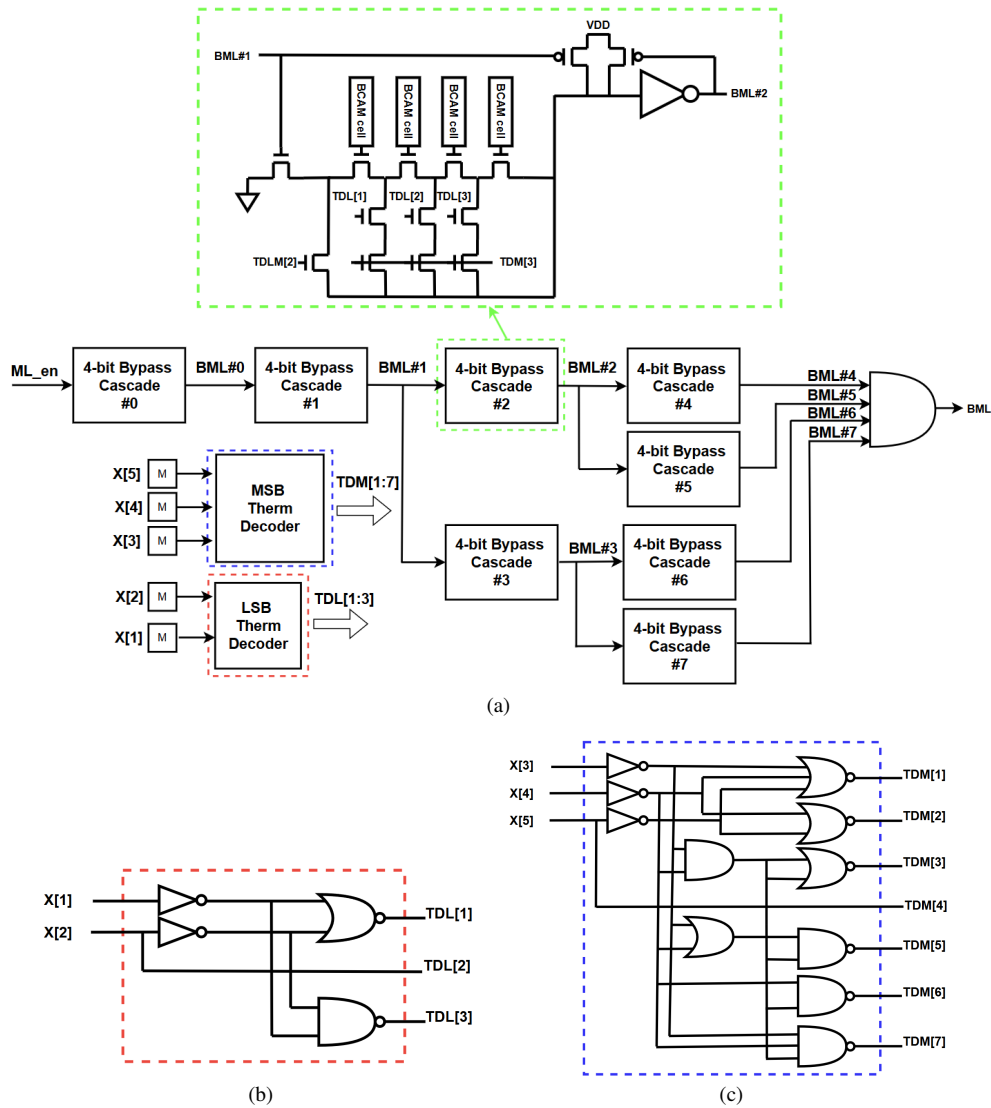 VDD
BML#1
BML#2
BCAM cell
BCAM cell
BCAM cell
BCAM cell
TDL[1]
TDL[2]
TDL[3]
TDLM[2]
TDM[3]
ML_en
4-bit Bypass
Cascade
#0
BML#0
4-bit Bypass
Cascade
#1
BML#1
4-bit Bypass
Cascade
#2
BML#2
4-bit Bypass
Cascade
#4
BML#4
BML#5
BML#6
BML#7
BML
4-bit Bypass
Cascade
#5
X[5]
M
X[4]
M
X[3]
M
MSB
Therm
Decoder
TDM[1:7]
4-bit Bypass
Cascade
#3
BML#3
4-bit Bypass
Cascade
#6
X[2]
M
X[1]
M
LSB
Therm
Decoder
TDL[1:3]
4-bit Bypass
Cascade
#7
(a)
X[1]
X[2]
TDL[1]
TDL[2]
TDL[3]
(b)
X[3]
X[4]
X[5]
TDM[1]
TDM[2]
TDM[3]
TDM[4]
TDM[5]
TDM[6]
TDM[7]
(c)